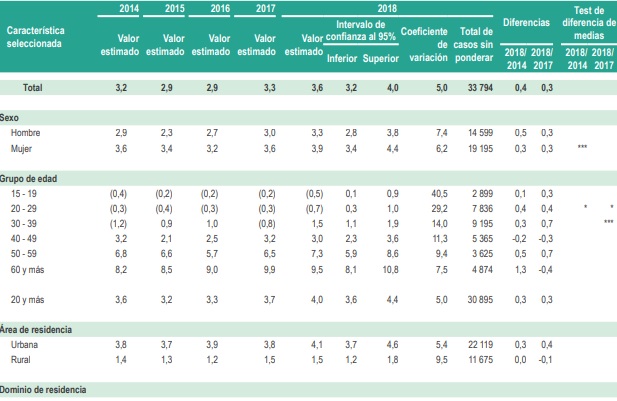 2014 2015 2016 2017 2018 Test de
Característica seleccionada Valor estimado Valor estimado Valor estimado Valor estimado Valor estimado Intervalo de confianza al 95% Coeficiente de variación Total de casos sin ponderar Diferencias diferencia de medias
Inferior Superior 2018/2014 2018/2017 2018/2014 2018/2017
Total 3,2 2,9 2,9 3,3 3,6 3,2 4,0 5,0 33 794 0,4 0,3
Sexo
Hombre 2,9 2,3 2,7 3,0 3,3 2,8 3,8 7,4 14 599 0,5 0,3
Mujer 3,6 3,4 3,2 3,6 3,9 3,4 4,4 6,2 19 195 0,3 0,3 ***
Grupo de edad
15 - 19 (0,4) (0,2) (0,2) (0,2) (0,5) 0,1 0,9 40,5 2 899 0,1 0,3
20 - 29 (0,3) (0,4) (0,3) (0,3) (0,7) 0,3 1,0 29,2 7 836 0,4 0,4 * *
30 - 39 (1,2) 0,9 1,0 (0,8) 1,5 1,1 1,9 14,0 9 195 0,3 0,7 ***
40 - 49 3,2 2,1 2,5 3,2 3,0 2,3 3,6 11,3 5 365 -0,2 -0,3
50 - 59 6,8 6,6 5,7 6,5 7,3 5,9 8,6 9,4 3 625 0,5 0,7
60 y más 8,2 8,5 9,0 9,9 9,5 8,1 10,8 7,5 4 874 1,3 -0,4
20 y más 3,6 3,2 3,3 3,7 4,0 3,6 4,4 5,0 30 895 0,3 0,3
Área de residencia
Urbana 3,8 3,7 3,9 3,8 4,1 3,7 4,6 5,4 22 119 0,3 0,4
Rural 1,4 1,3 1,2 1,5 1,5 1,2 1,8 9,5 11 675 0,0 -0,1
Dominio de residencia